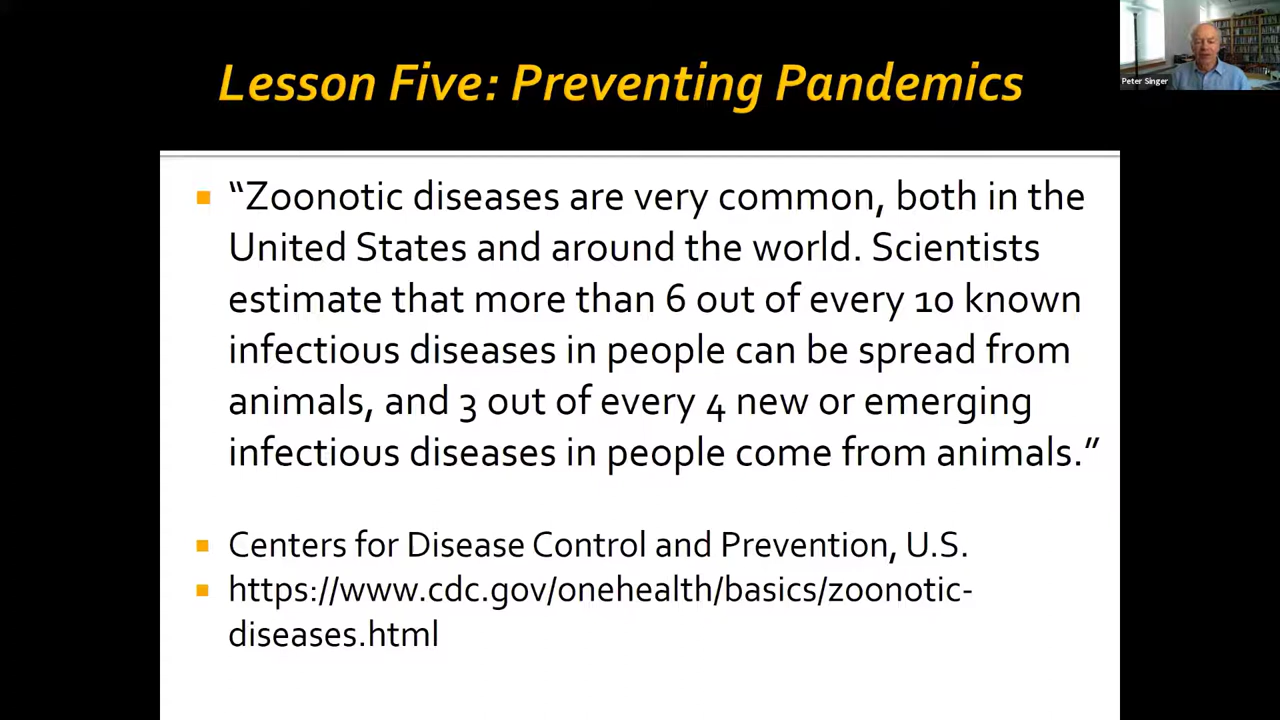 Lesson Five: Preventing Pandemics
Peter Singer
“Zoonotic diseases are very common, both in the
United States and around the world. Scientists
estimate that more than 6 out of every 10 known
infectious diseases in people can be spread from
animals, and 3 out of every 4 new or emerging
infectious diseases in people come from animals.”
Centers for Disease Control and Prevention, U.S.
https://www.cdc.gov/onehealth/basics/zoonotic-
diseases.html